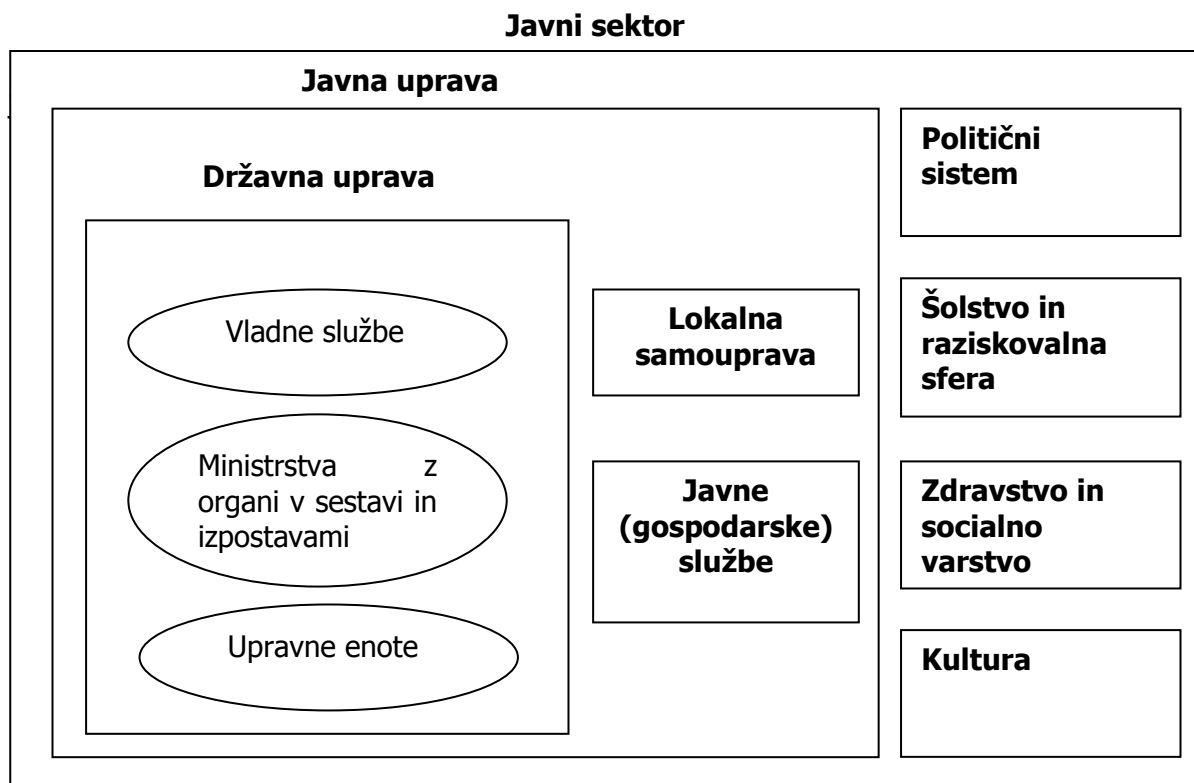 Javni sektor
Javna uprava
Državna uprava
Vladne službe
Ministrstva z
organi v sestavi in
izpostavami
Upravne enote
Lokalna
samouprava
Javne
(gospodarske)
službe
Politični
sistem
Šolstvo in
raziskovalna
sfera
Zdravstvo in
socialno
varstvo
Kultura